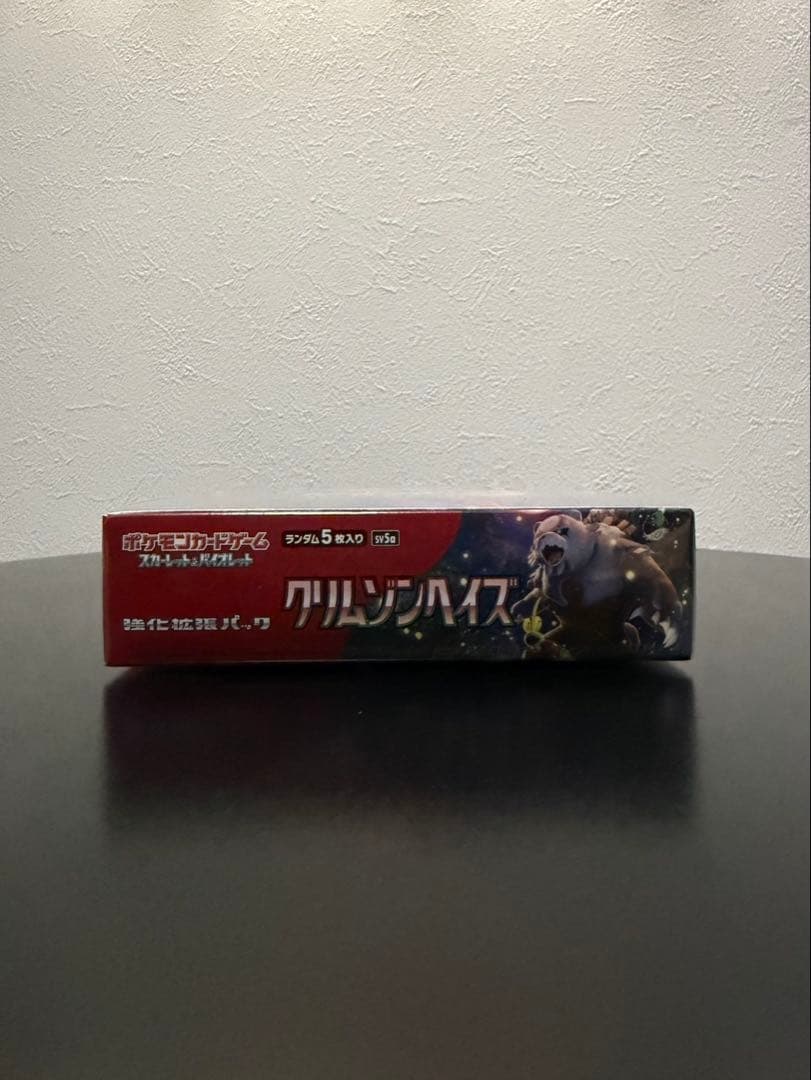 ポケモンカードゲーム
スカーレット&バイオレット
強化拡張パック
ランダム5枚入り sv5a
クリムゾンヘイズ